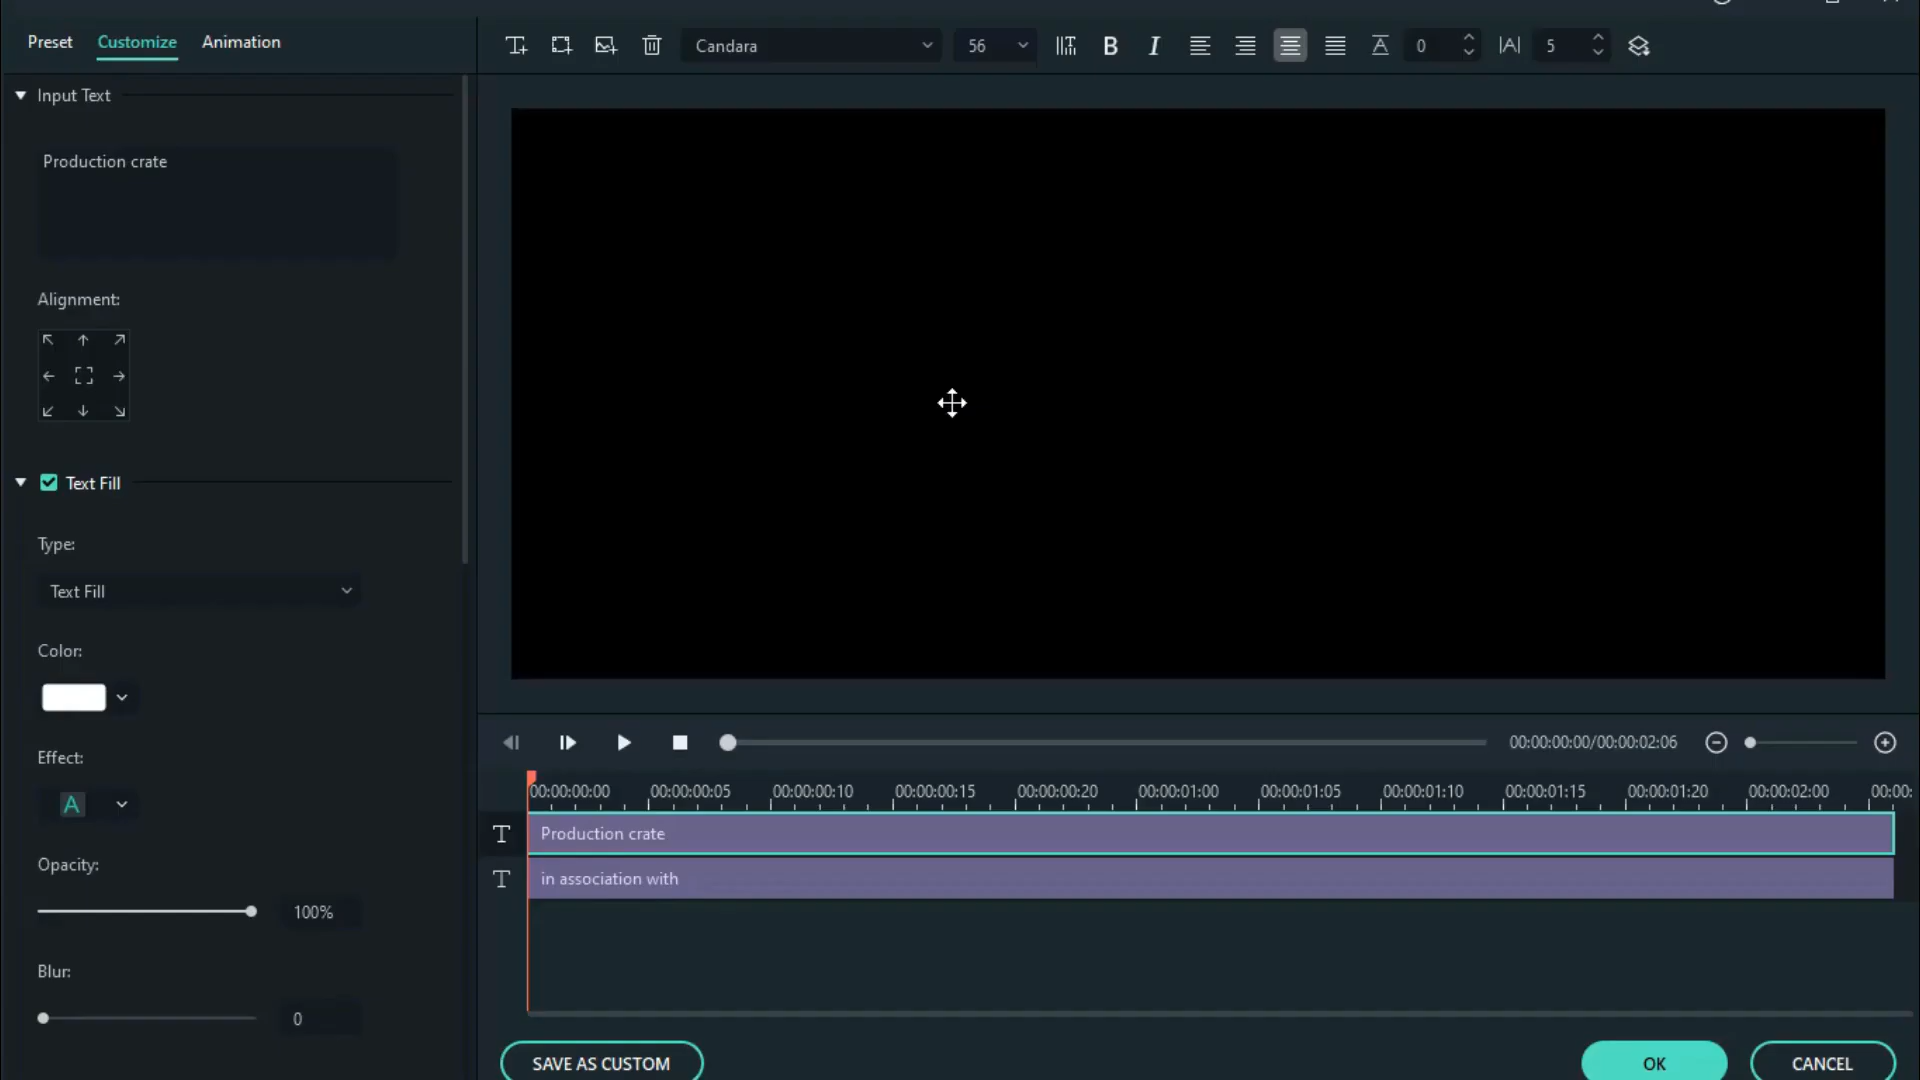 Preset Customize Animation
Candara 56 B I 0 5
Input Text
Production crate
Alignment:
Text Fill
Type:
Text Fill
Color:
Effect:
A
Opacity:
100%
Blur:
0
00:00:00:00/00:00:02:06
00:00:00:00 00:00:00:05 00:00:00:10 00:00:00:15 00:00:00:20 00:00:01:00 00:00:01:05 00:00:01:10 00:00:01:15 00:00:01:20 00:00:02:00 00:00:
T Production crate
T in association with
SAVE AS CUSTOM OK CANCEL